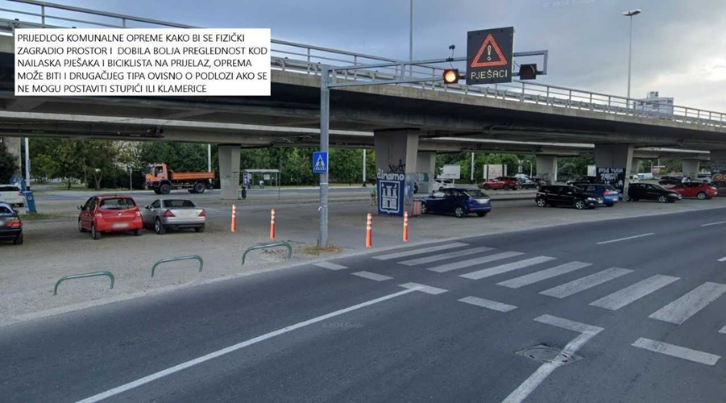 PRIJEDLOG KOMUNALNE OPREME KAKO BI SE FIZIČKI
ZAGRADIO PROSTOR I DOBILA BOLJA PREGLEDNOST KOD
NAILASKA PJEŠAKA I BICIKLISTA NA PRIJELAZ, OPREMA
MOŽE BITI I DRUGAČIJEG TIPA OVISNO O PODLOZI AKO SE
NE MOGU POSTAVITI STUPIĆI ILI KLAMERICE
PJEŠACI
dinamo